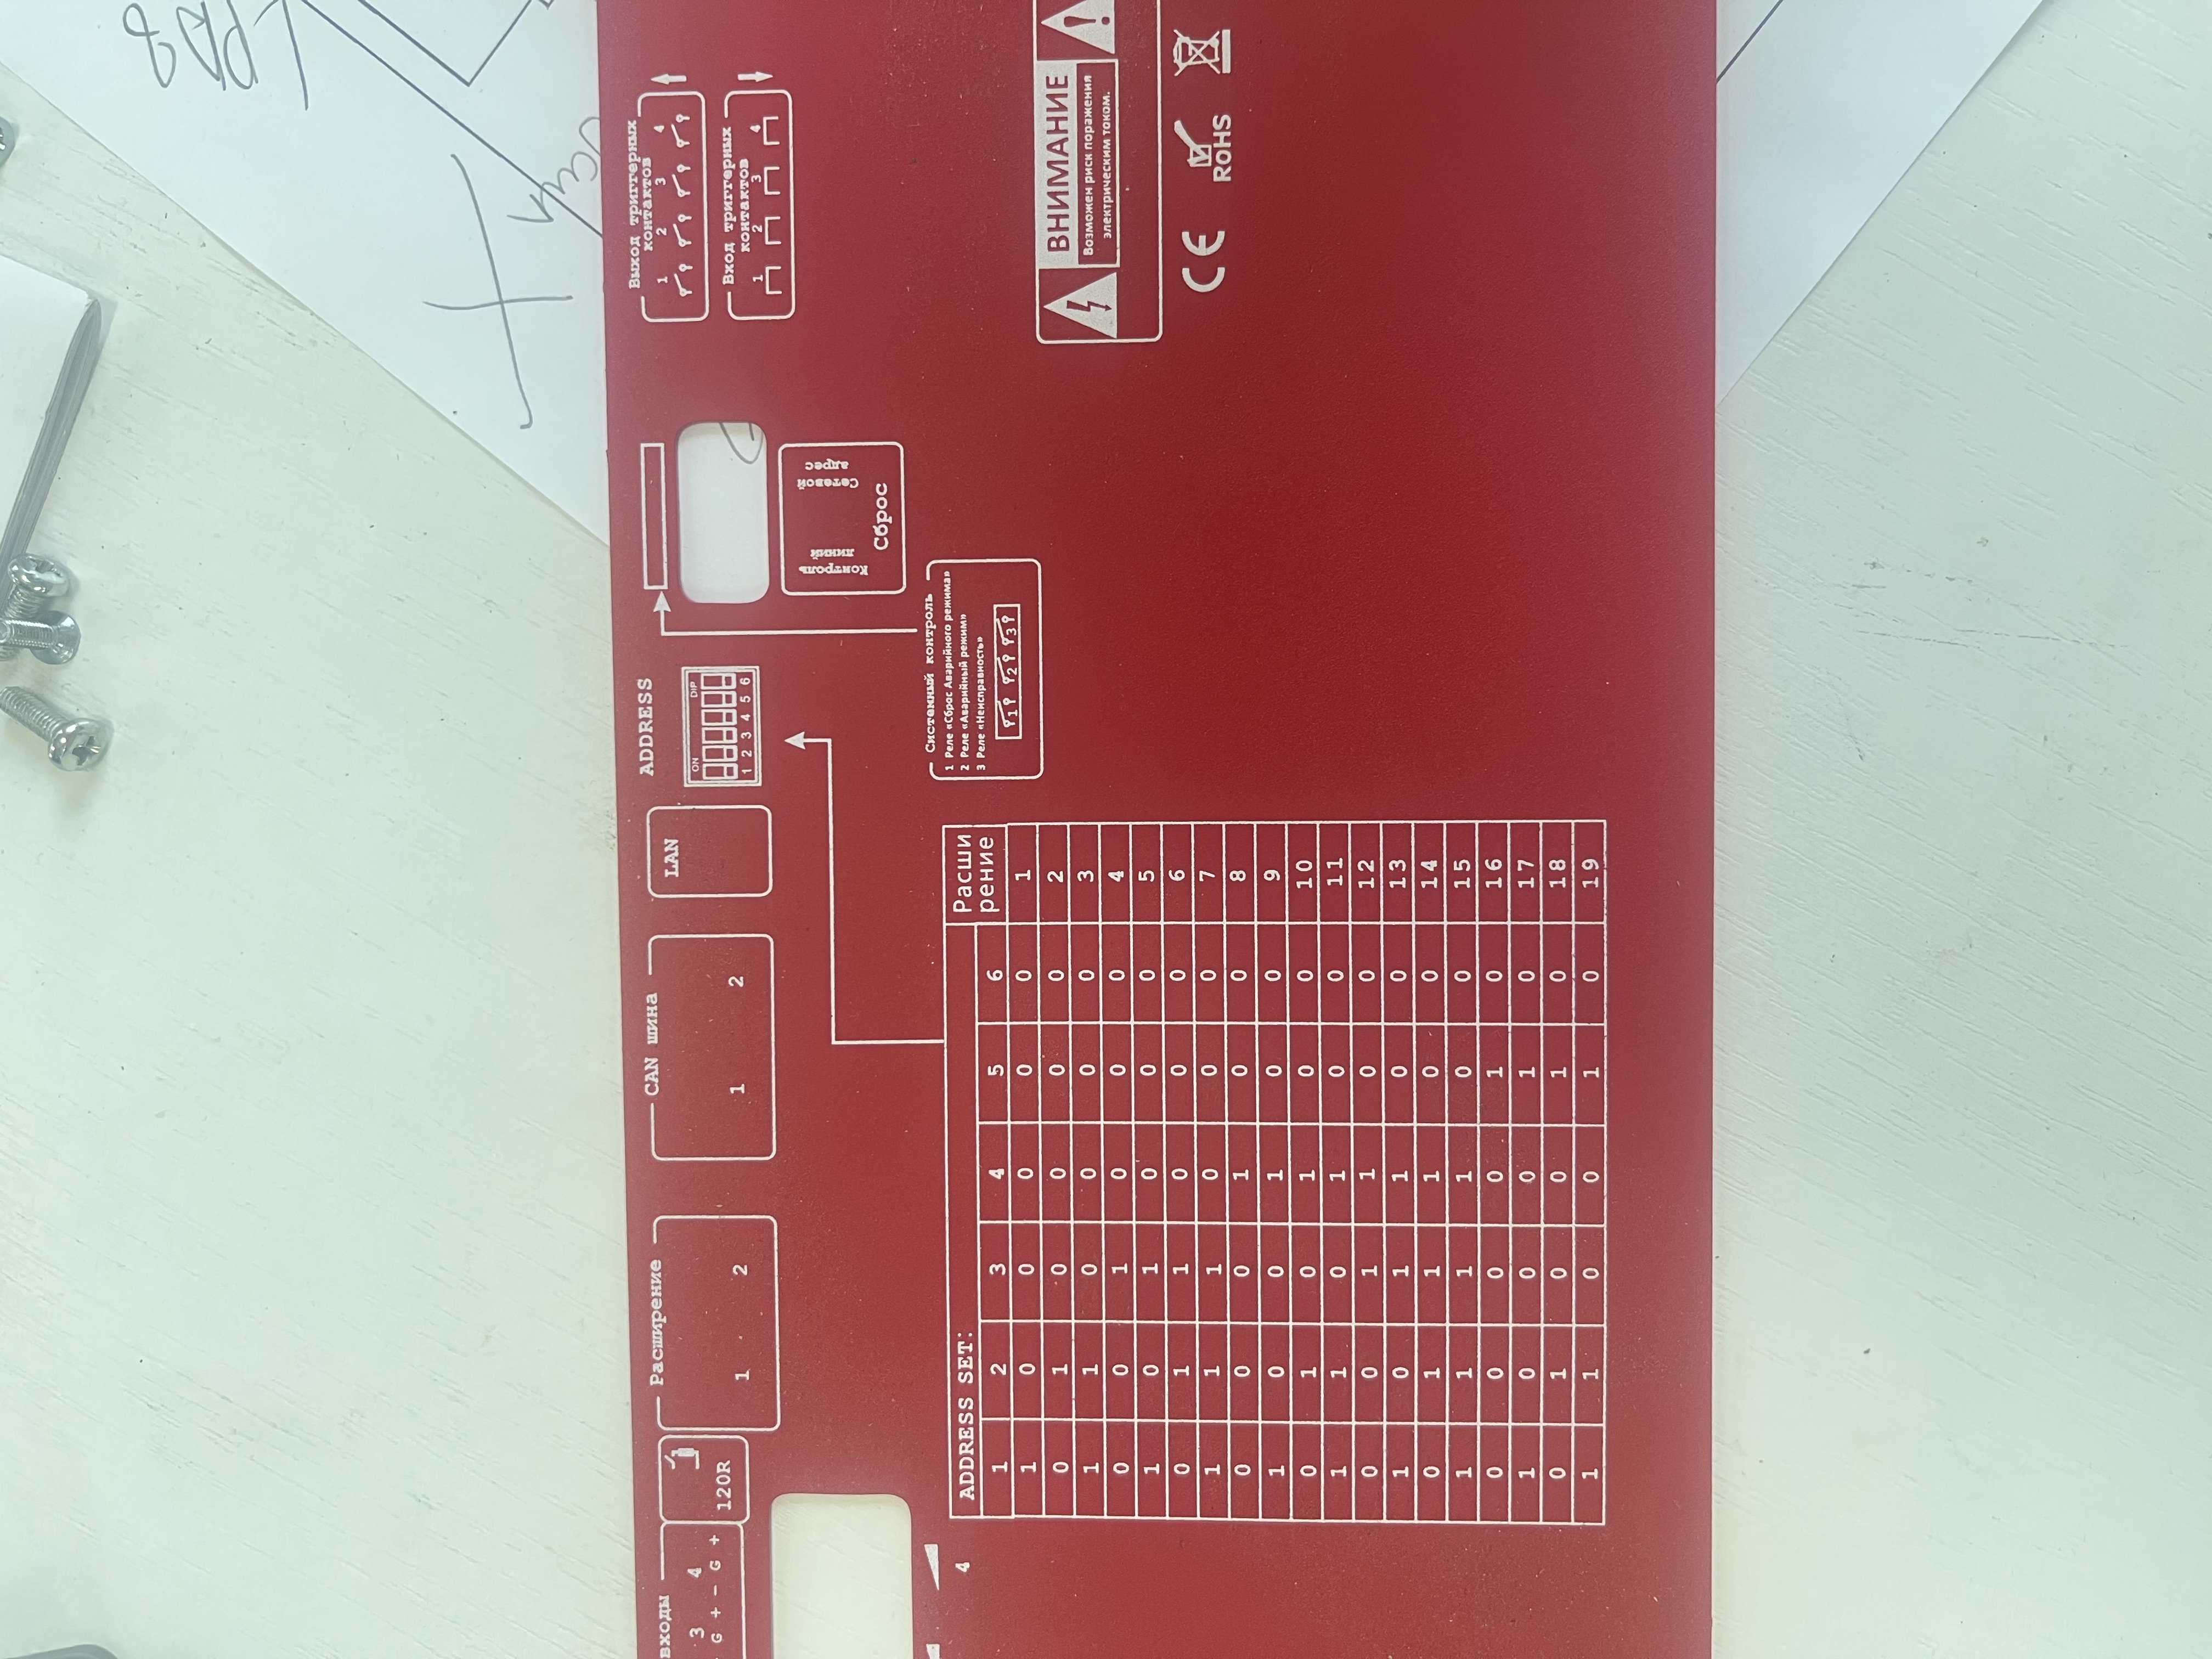 входы
3 4
G + - G +
120R
Расширение
1 2
CAN шина
1 2
LAN
ADDRESS
ON DIP
1 2 3 4 5 6
Выход триггерных
контактов
1 2 3 4
Вход триггерных
контактов
1 2 3 4
Контроль
линий
Сетевой
адрес
Сброс
4
Системный контроль
1 Реле «Сброс Аварийного режима»
2 Реле «Аварийный режим»
3 Реле «Неисправность»
1 2 3
ADDRESS SET: Расши
рение
1 2 3 4 5 6
1 0 0 0 0 0 1
0 1 0 0 0 0 2
1 1 0 0 0 0 3
0 0 1 0 0 0 4
1 0 1 0 0 0 5
0 1 1 0 0 0 6
1 1 1 0 0 0 7
0 0 0 1 0 0 8
1 0 0 1 0 0 9
0 1 0 1 0 0 10
1 1 0 1 0 0 11
0 0 1 1 0 0 12
1 0 1 1 0 0 13
0 1 1 1 0 0 14
1 1 1 1 0 0 15
0 0 0 0 1 0 16
1 0 0 0 1 0 17
0 1 0 0 1 0 18
1 1 0 0 1 0 19
ВНИМАНИЕ
Возможен риск поражения
электрическим током.
CE
RoHS